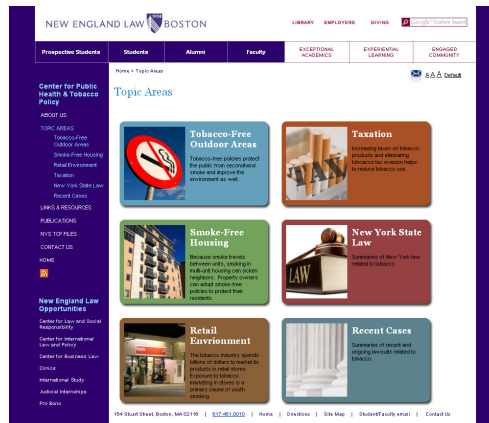 NEW ENGLAND LAW BOSTON
LIBRARY EMPLOYERS GIVING
Google Custom Search
Prospective Students Students Alumni Faculty EXCEPTIONAL ACADEMICS EXPERIENTIAL LEARNING ENGAGED COMMUNITY
Home > Topic Areas
A A A Default
Center for Public
Health & Tobacco
Policy
ABOUT US
TOPIC AREAS
Tobacco-Free
Outdoor Areas
Smoke-Free Housing
Retail Environment
Taxation
New York State Law
Recent Cases
LINKS & RESOURCES
PUBLICATIONS
NYS TCP FILES
CONTACT US
HOME
New England Law
Opportunities
Center for Law and Social
Responsibility
Center for International
Law and Policy
Center for Business Law
Clinics
International Study
Judicial Internships
Pro Bono
Topic Areas
Tobacco-Free
Outdoor Areas
Tobacco-free policies protect
the public from secondhand
smoke and improve the
environment as well.
Taxation
Increasing taxes on tobacco
products and eliminating
tobacco tax evasion helps
to reduce tobacco use.
Smoke-Free
Housing
Because smoke travels
between units, smoking in
multi-unit housing can sicken
neighbors. Property owners
can adopt smoke-free
policies to protect their
residents.
LAW
New York State
Law
Summaries of New York law
related to tobacco.
Retail
Envrionment
The tobacco industry spends
billions of dollars to market its
products in retail stores.
Exposure to tobacco
marketing in stores is a
primary cause of youth
smoking.
Recent Cases
Summaries of recent and
ongoing lawsuits related to
tobacco.
154 Stuart Street, Boston, MA 02116 | 617.451.0010 | Home | Directions | Site Map | Student/Faculty email | Contact Us